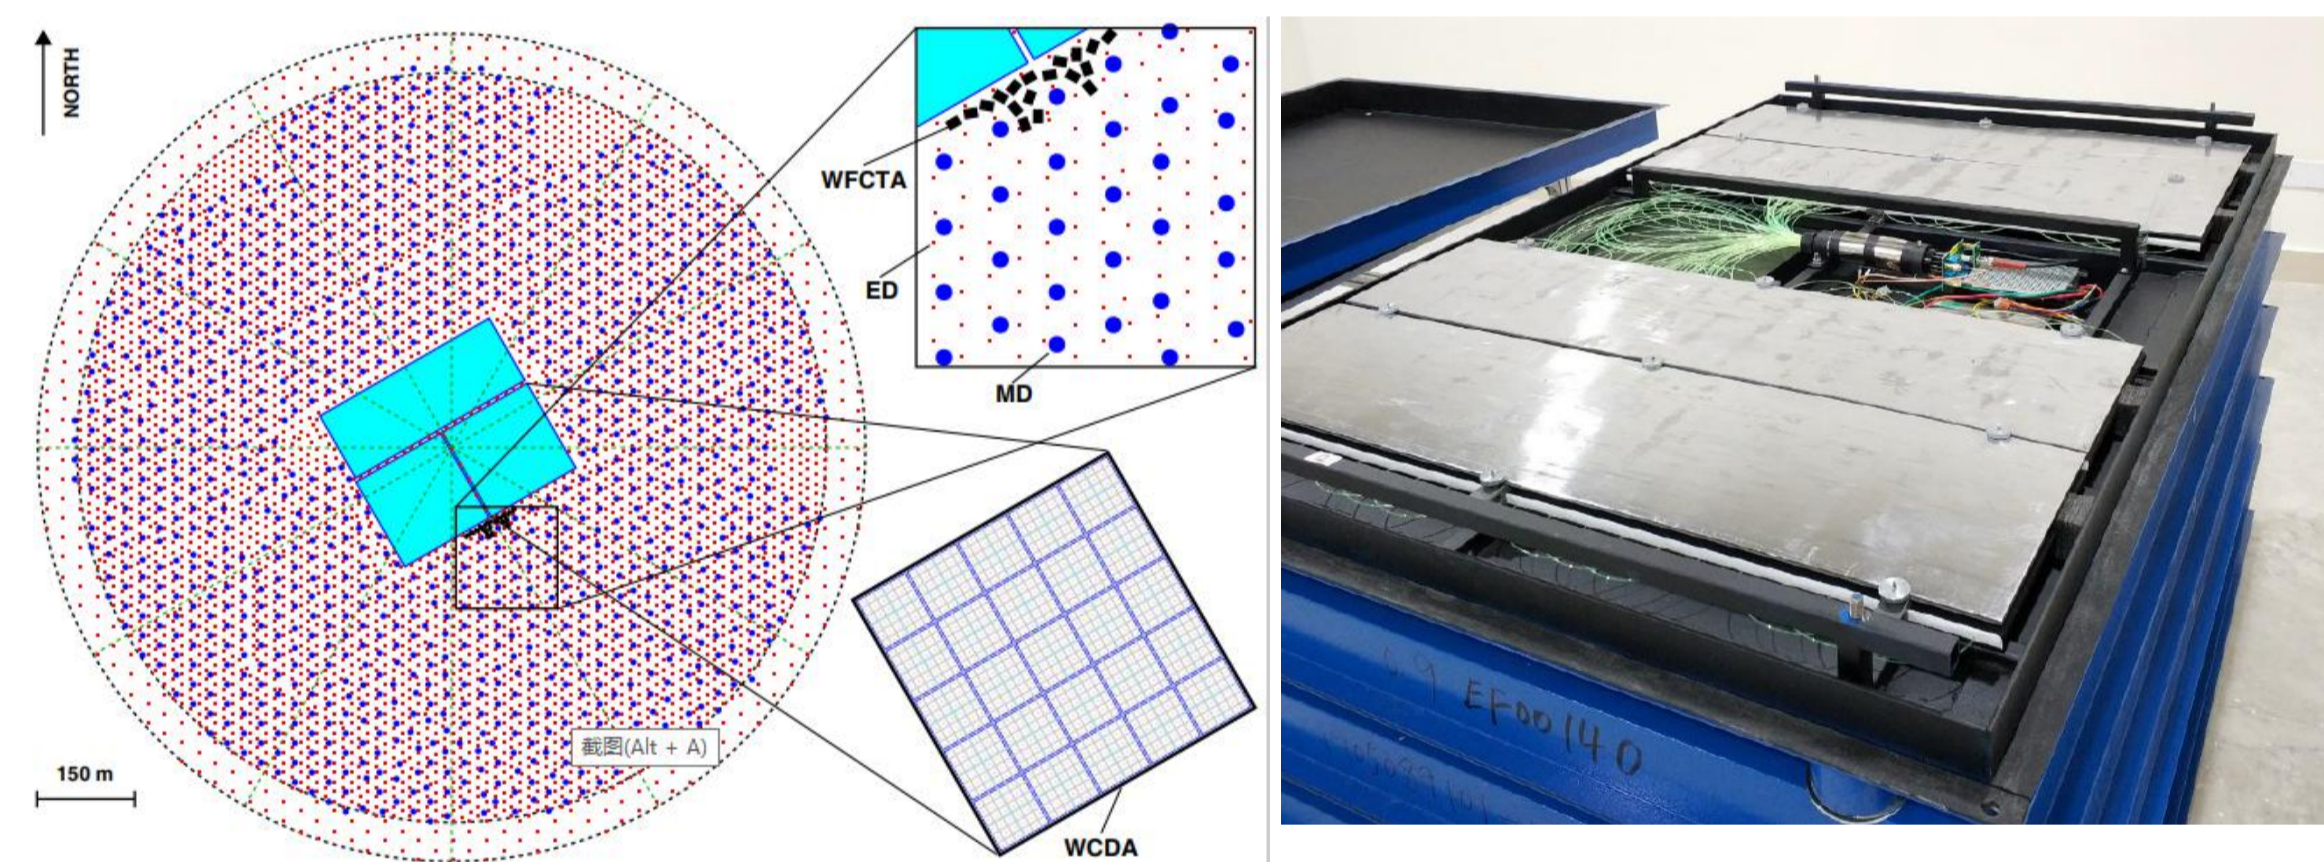 NORTH
WFCTA
ED
MD
截图(Alt + A)
150 m
WCDA
EF00140